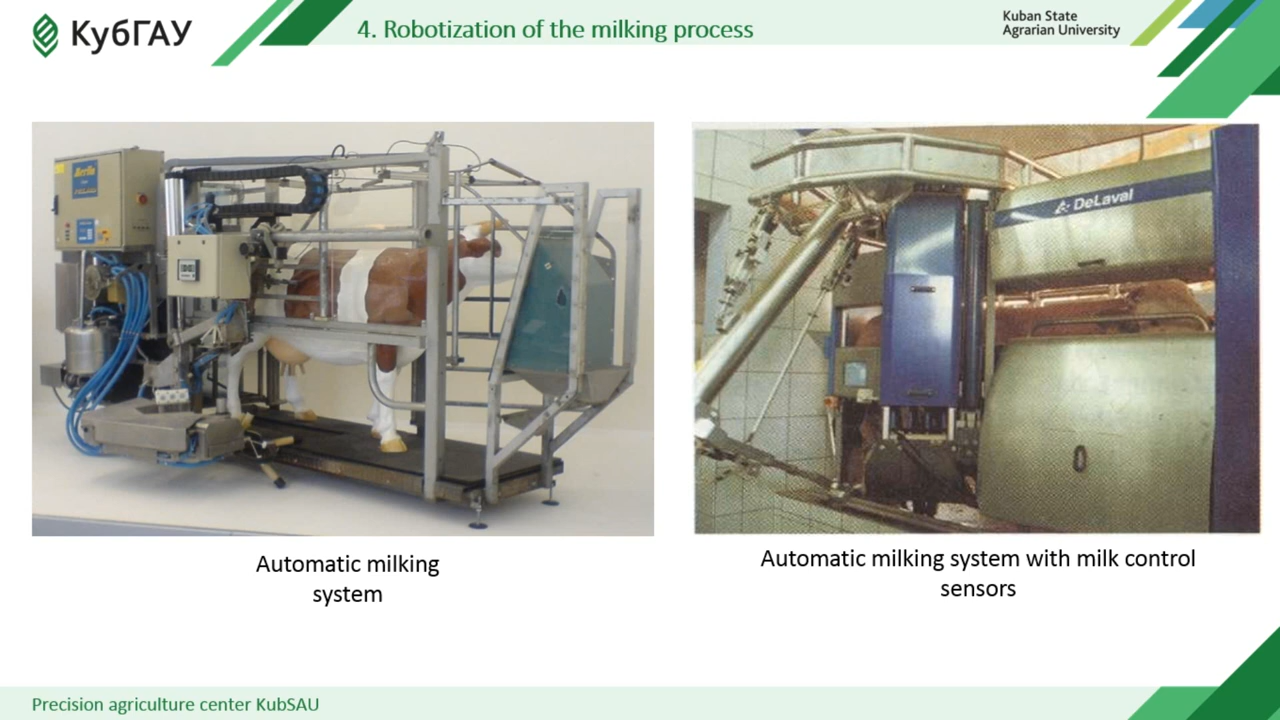 КубГАУ
4. Robotization of the milking process
Kuban State
Agrarian University
Merlin
DeLaval
Automatic milking
system
Automatic milking system with milk control
sensors
Precision agriculture center KubSAU